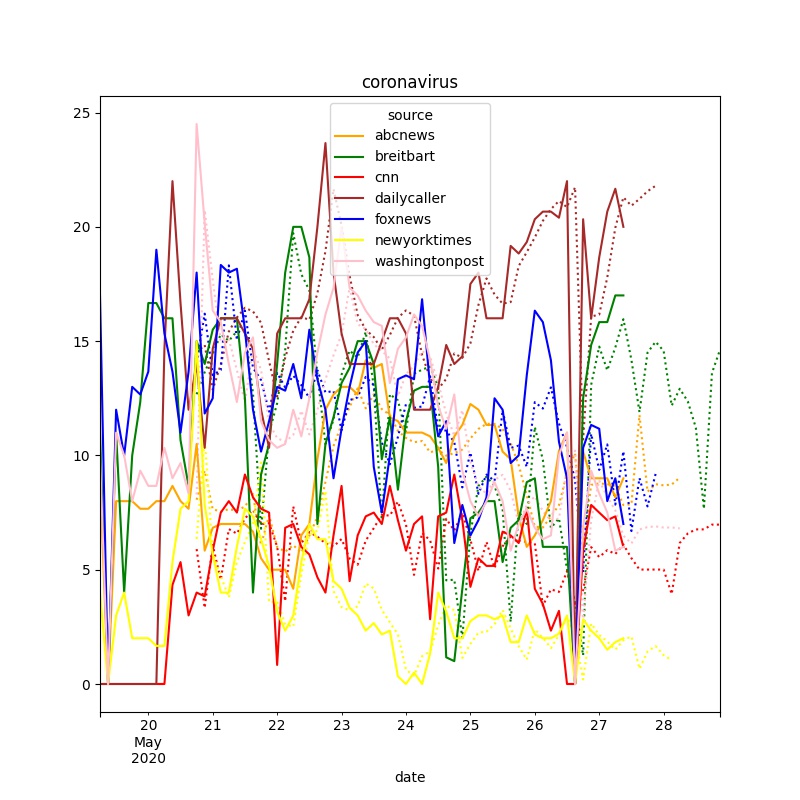 coronavirus
source
abcnews
breitbart
cnn
dailycaller
foxnews
newyorktimes
washingtonpost
25
20
15
10
5
0
20 21 22 23 24 25 26 27 28
May
2020
date